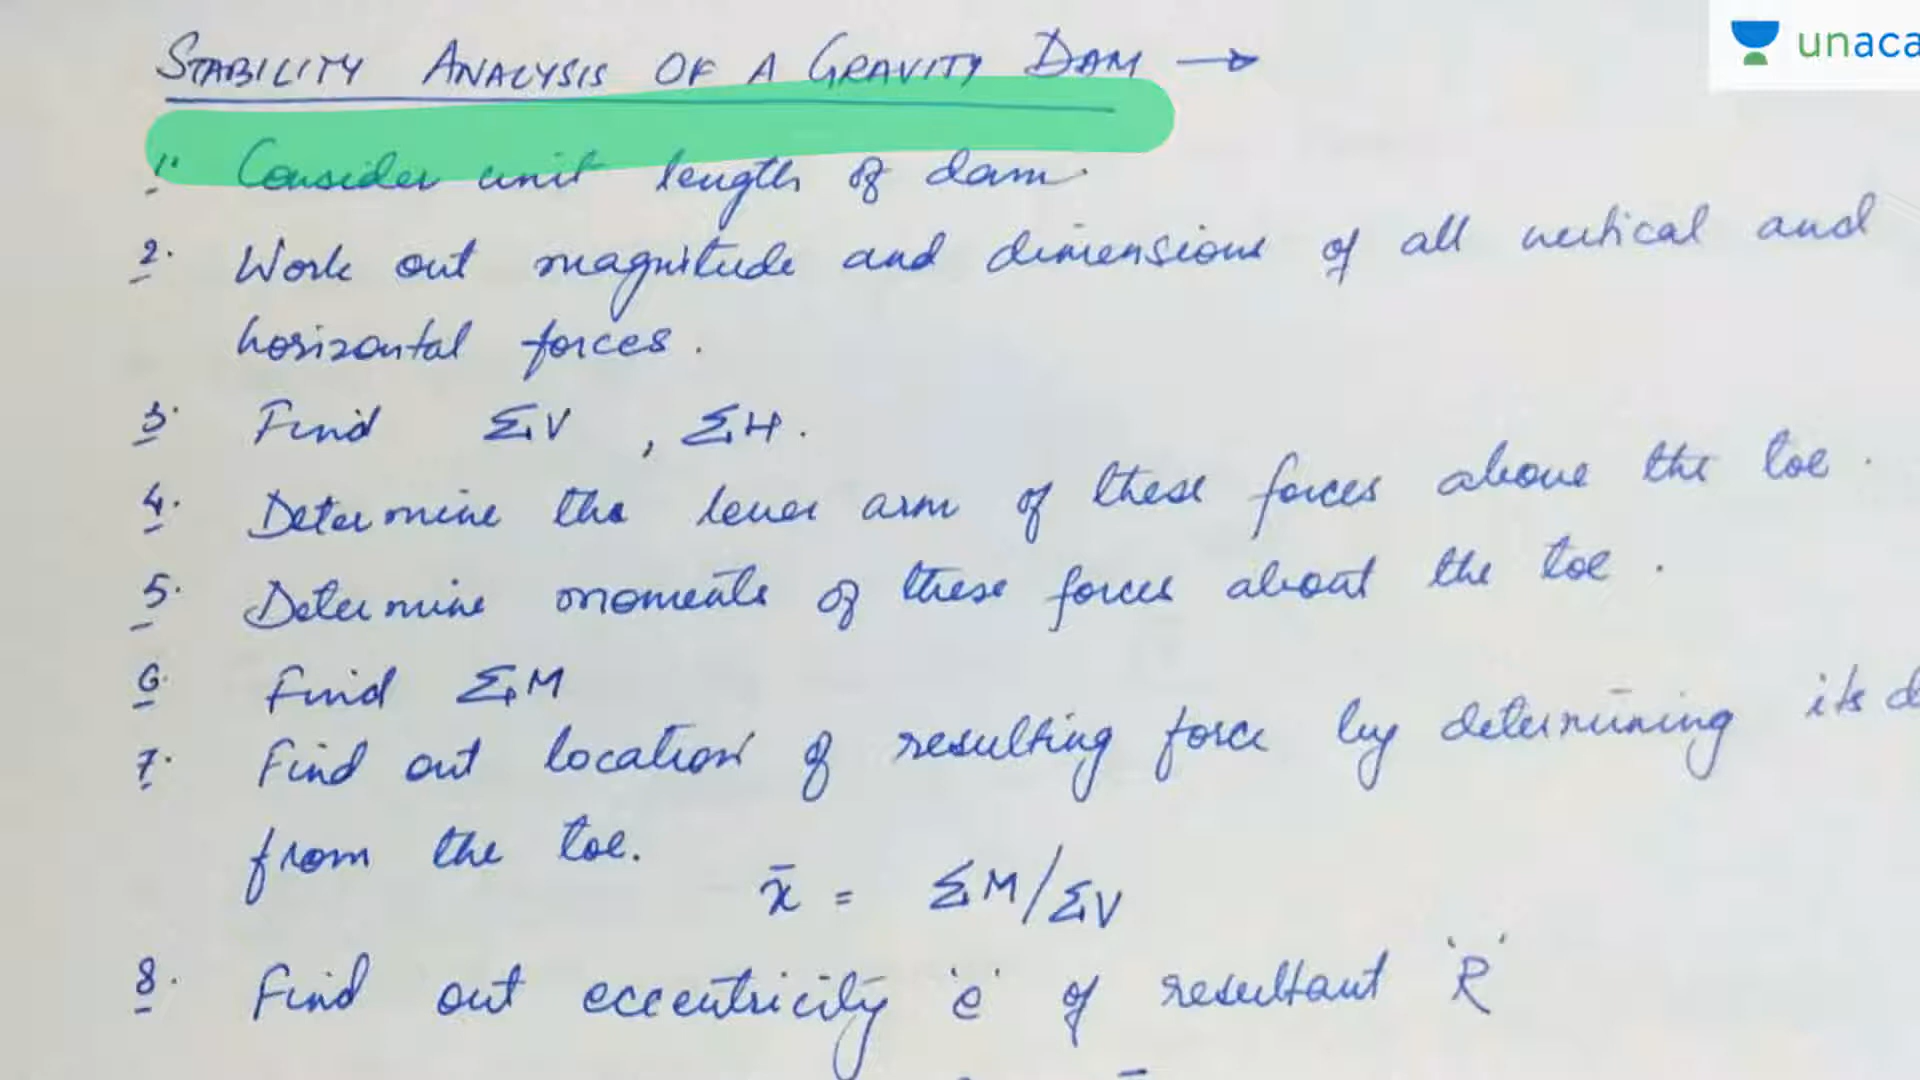 STABILITY ANALYSIS OF A GRAVITY DAM →
unaca
1. Consider unit length of dam.
2. Work out magnitude and dimensions of all vertical and
horizontal forces.
3. Find ΣV, ΣH.
4. Determine the lever arm of these forces above the toe.
5. Determine moments of these forces about the toe.
6. Find ΣM
7. Find out location of resulting force by determining its d
from the toe.
x̄ = ΣM/ΣV
8. Find out eccentricity 'e' of resultant 'R'